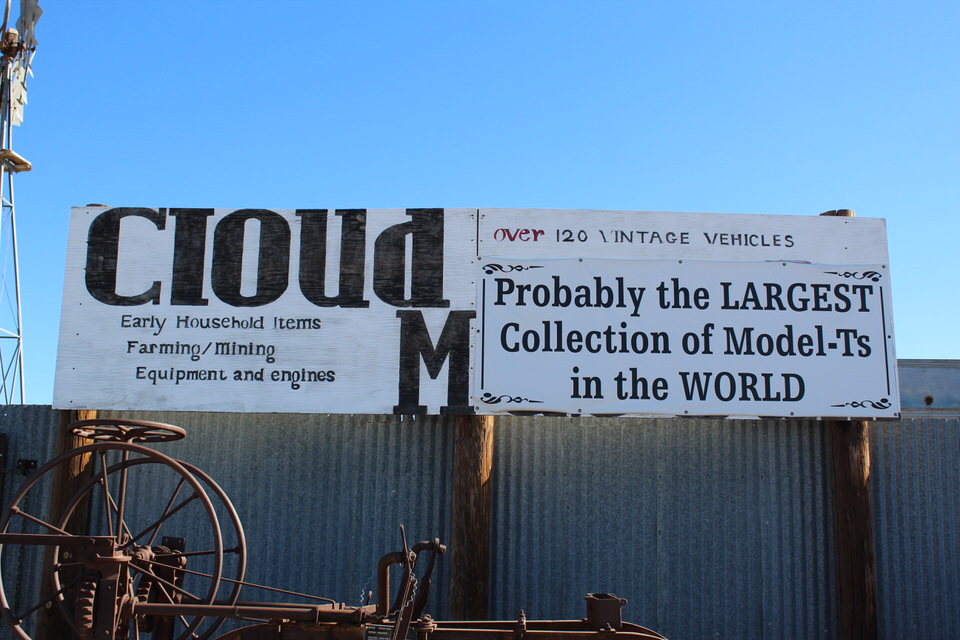 Cloud
Early Household Items
Farming/Mining
Equipment and engines
M
over 120 VINTAGE VEHICLES
Probably the LARGEST
Collection of Model-Ts
in the WORLD